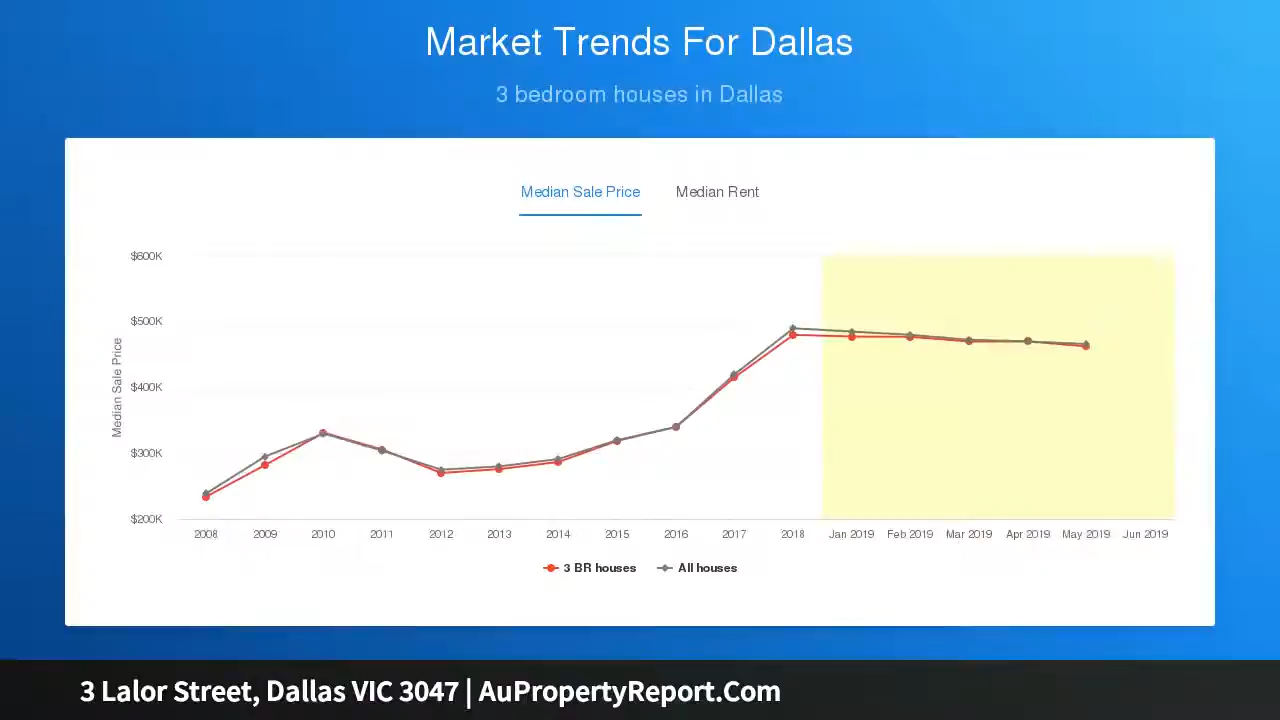 Market Trends For Dallas
3 bedroom houses in Dallas
Median Sale Price Median Rent
$600K
$500K
$400K
$300K
$200K
Median Sale Price
2008 2009 2010 2011 2012 2013 2014 2015 2016 2017 2018 Jan 2019 Feb 2019 Mar 2019 Apr 2019 May 2019 Jun 2019
3 BR houses All houses
3 Lalor Street, Dallas VIC 3047 | AuPropertyReport.Com